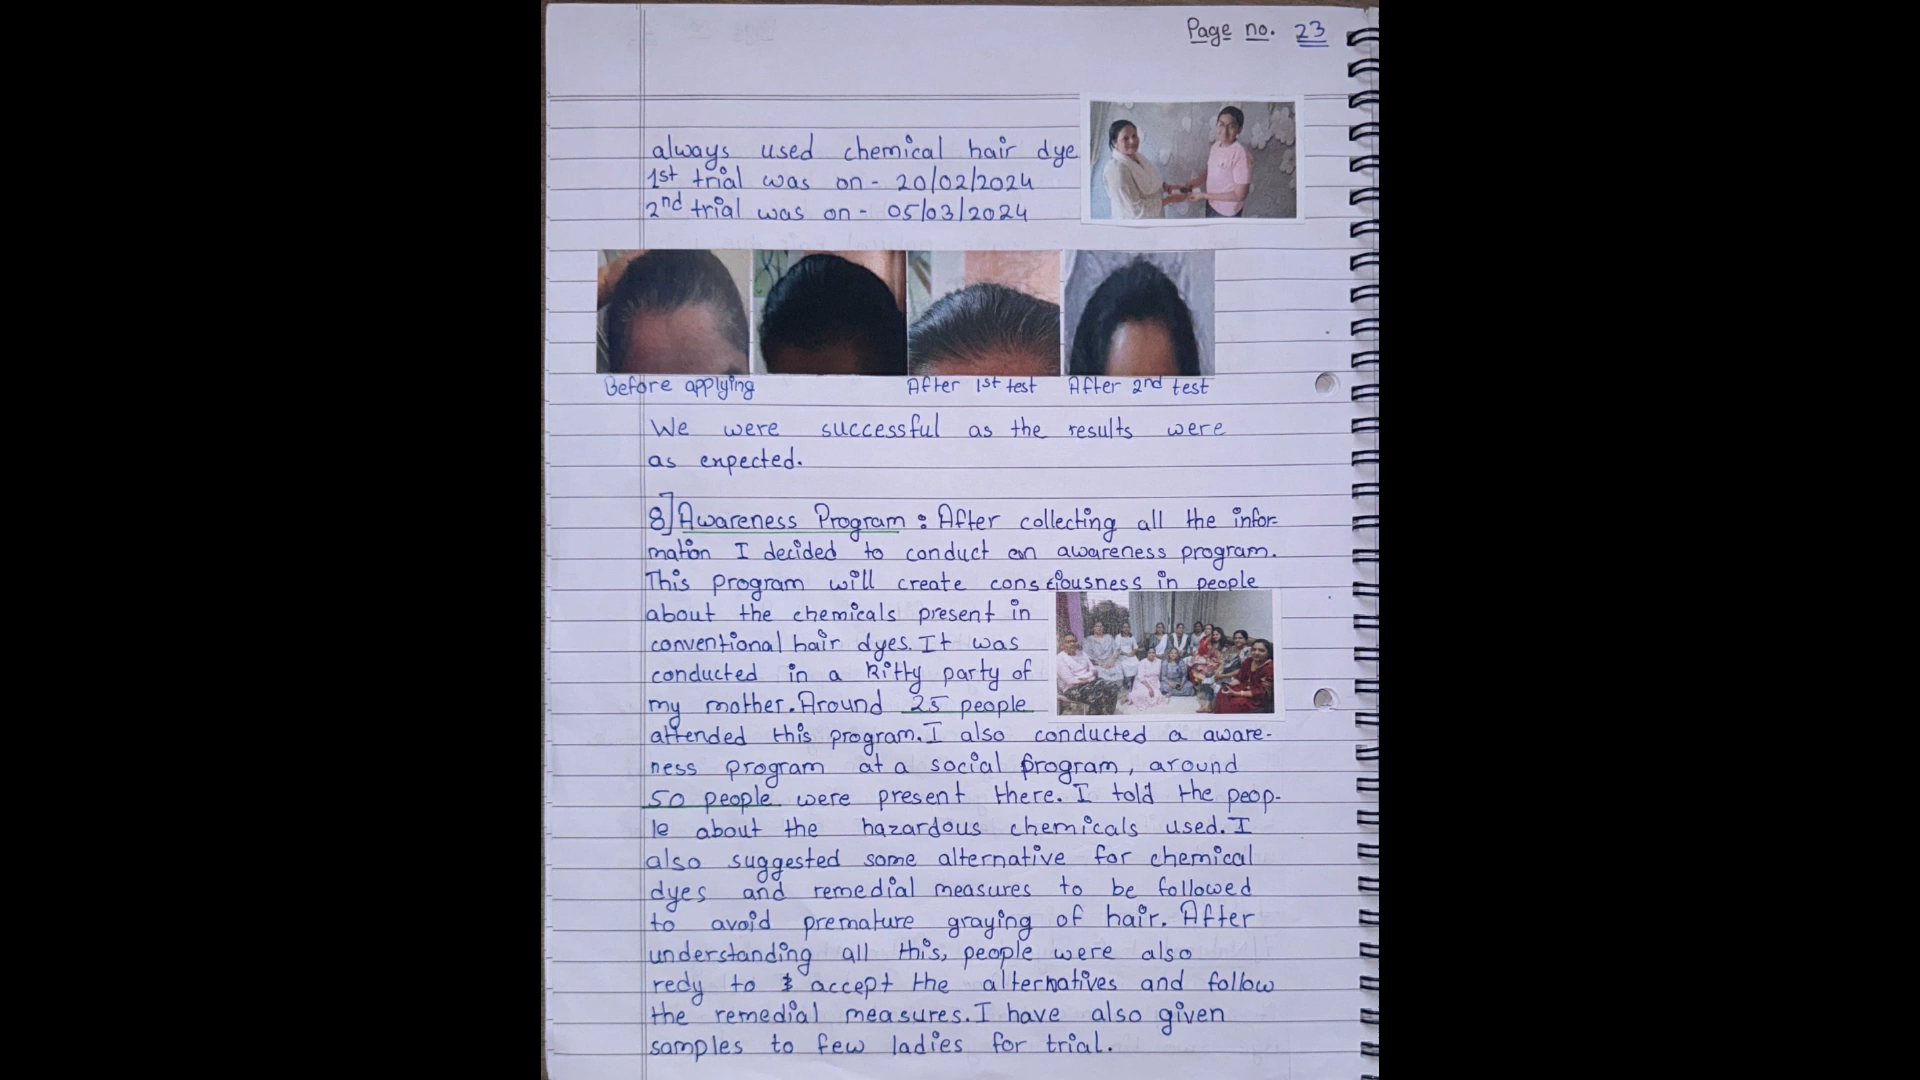 Page no. 23
always used chemical hair dye
1st trial was on - 20/02/2024
2nd trial was on - 05/03/2024
Before applying
After 1st test
After 2nd test
We were successful as the results were
as expected.
8] Awareness Program : After collecting all the infor-
mation I decided to conduct an awareness program.
This program will create consciousness in people
about the chemicals present in
conventional hair dyes. It was
conducted in a kitty party of
my mother. Around 25 people
attended this program. I also conducted a aware-
ness program at a social program, around
50 people were present there. I told the peop-
le about the hazardous chemicals used. I
also suggested some alternative for chemical
dyes and remedial measures to be followed
to avoid premature graying of hair. After
understanding all this, people were also
redy to accept the alternatives and follow
the remedial measures. I have also given
samples to few ladies for trial.